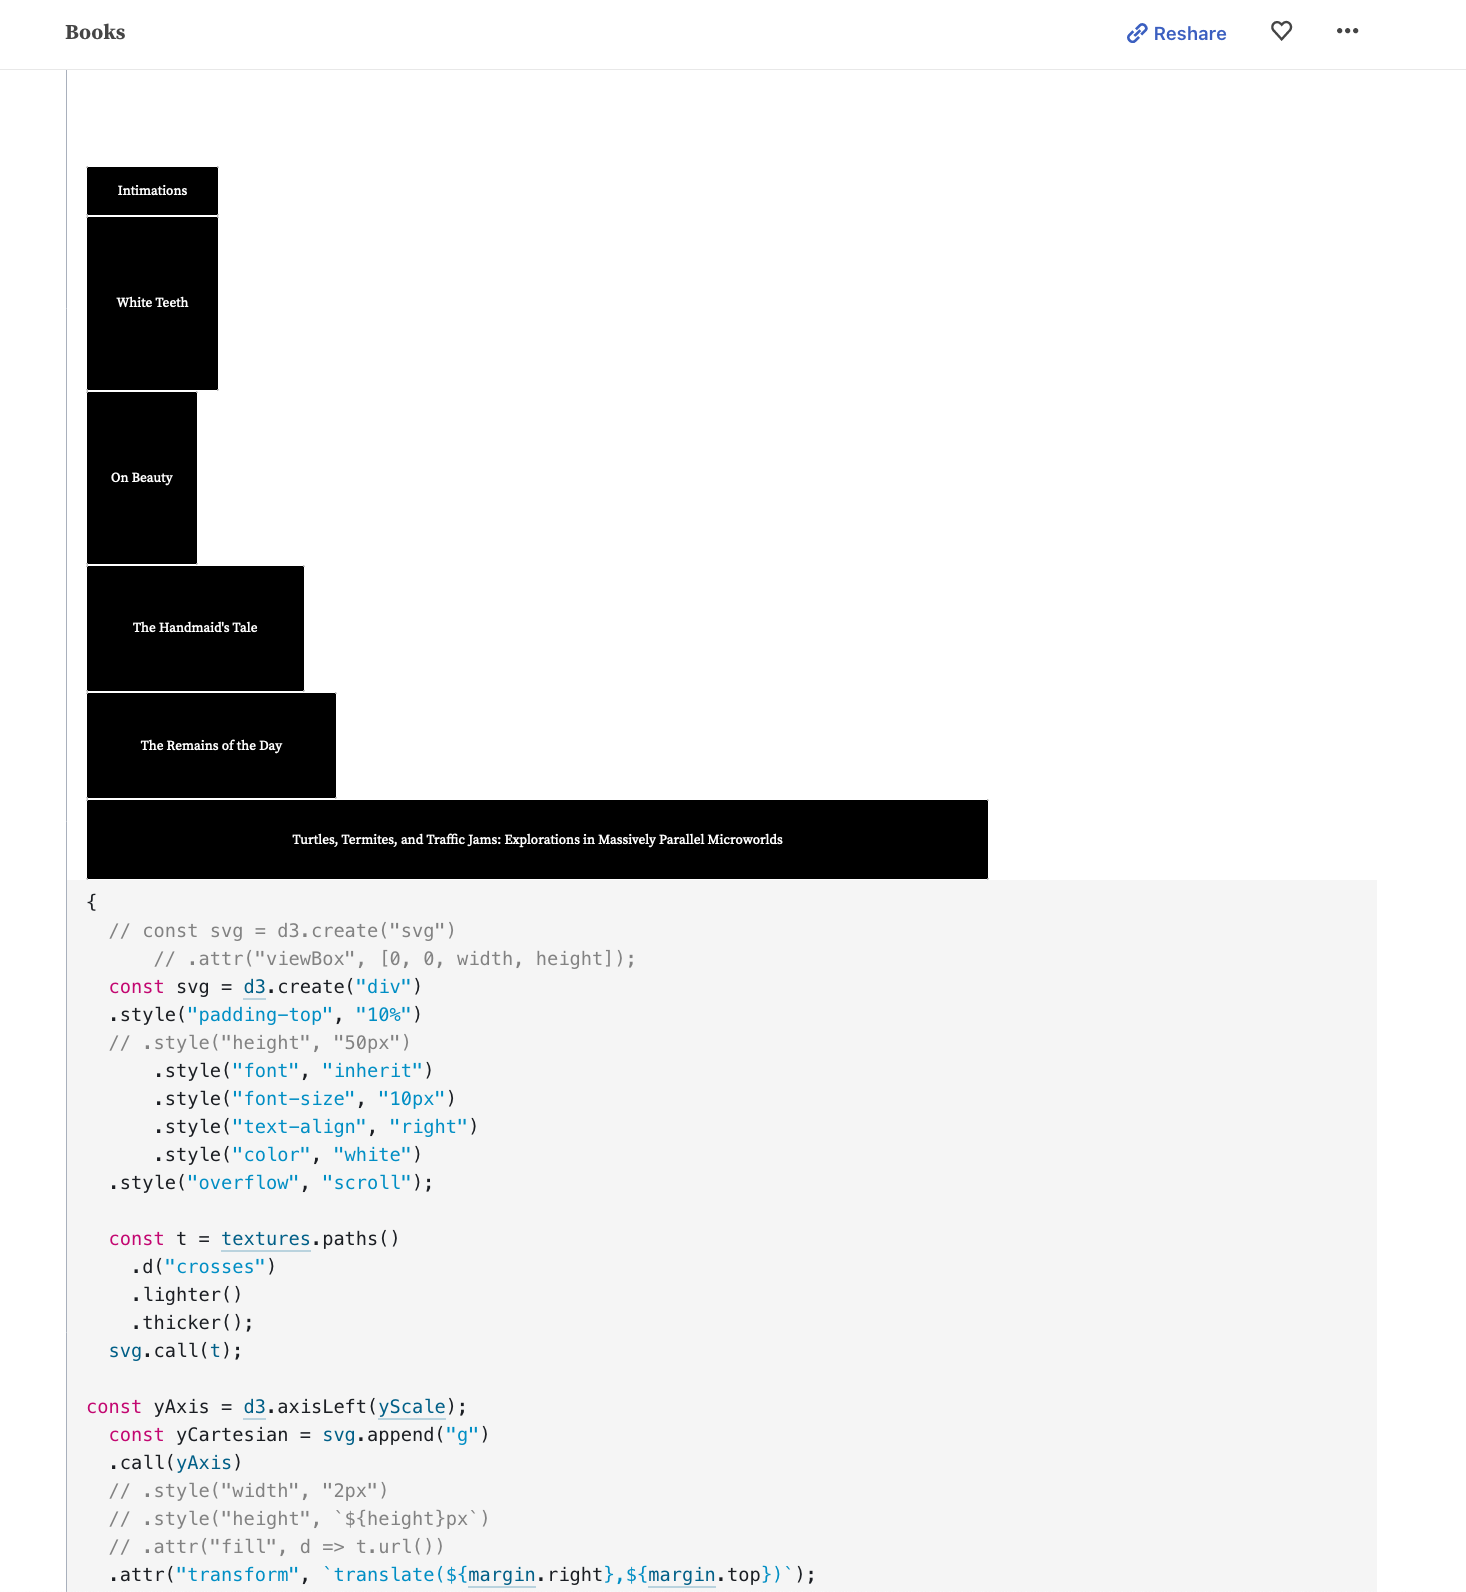 Books
Reshare
Intimations
White Teeth
On Beauty
The Handmaid's Tale
The Remains of the Day
Turtles, Termites, and Traffic Jams: Explorations in Massively Parallel Microworlds
{
  // const svg = d3.create("svg")
      // .attr("viewBox", [0, 0, width, height]);
  const svg = d3.create("div")
  .style("padding-top", "10%")
  // .style("height", "50px")
      .style("font", "inherit")
      .style("font-size", "10px")
      .style("text-align", "right")
      .style("color", "white")
  .style("overflow", "scroll");
  const t = textures.paths()
    .d("crosses")
    .lighter()
    .thicker();
  svg.call(t);
const yAxis = d3.axisLeft(yScale);
  const yCartesian = svg.append("g")
  .call(yAxis)
  // .style("width", "2px")
  // .style("height", `${height}px`)
  // .attr("fill", d => t.url())
  .attr("transform", `translate(${margin.right},${margin.top})`);